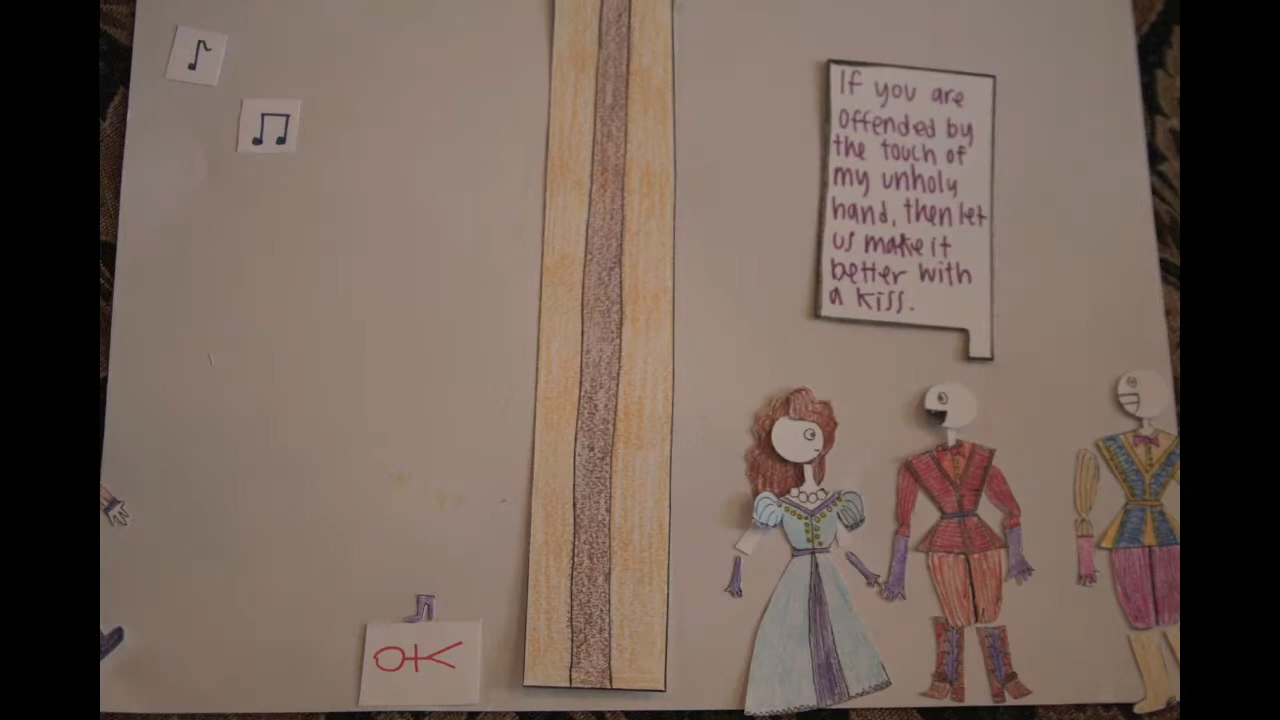 If you are
offended by
the touch of
my unholy
hand, then let
us make it
better with
a kiss.